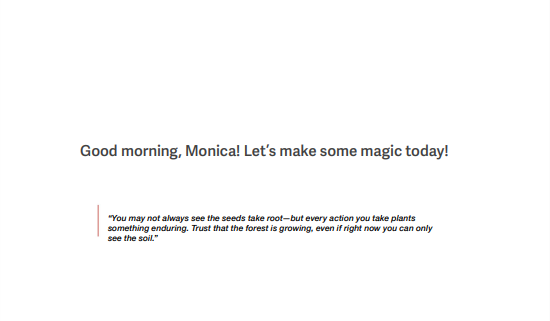 Good morning, Monica! Let's make some magic today!
"You may not always see the seeds take root—but every action you take plants
something enduring. Trust that the forest is growing, even if right now you can only
see the soil."